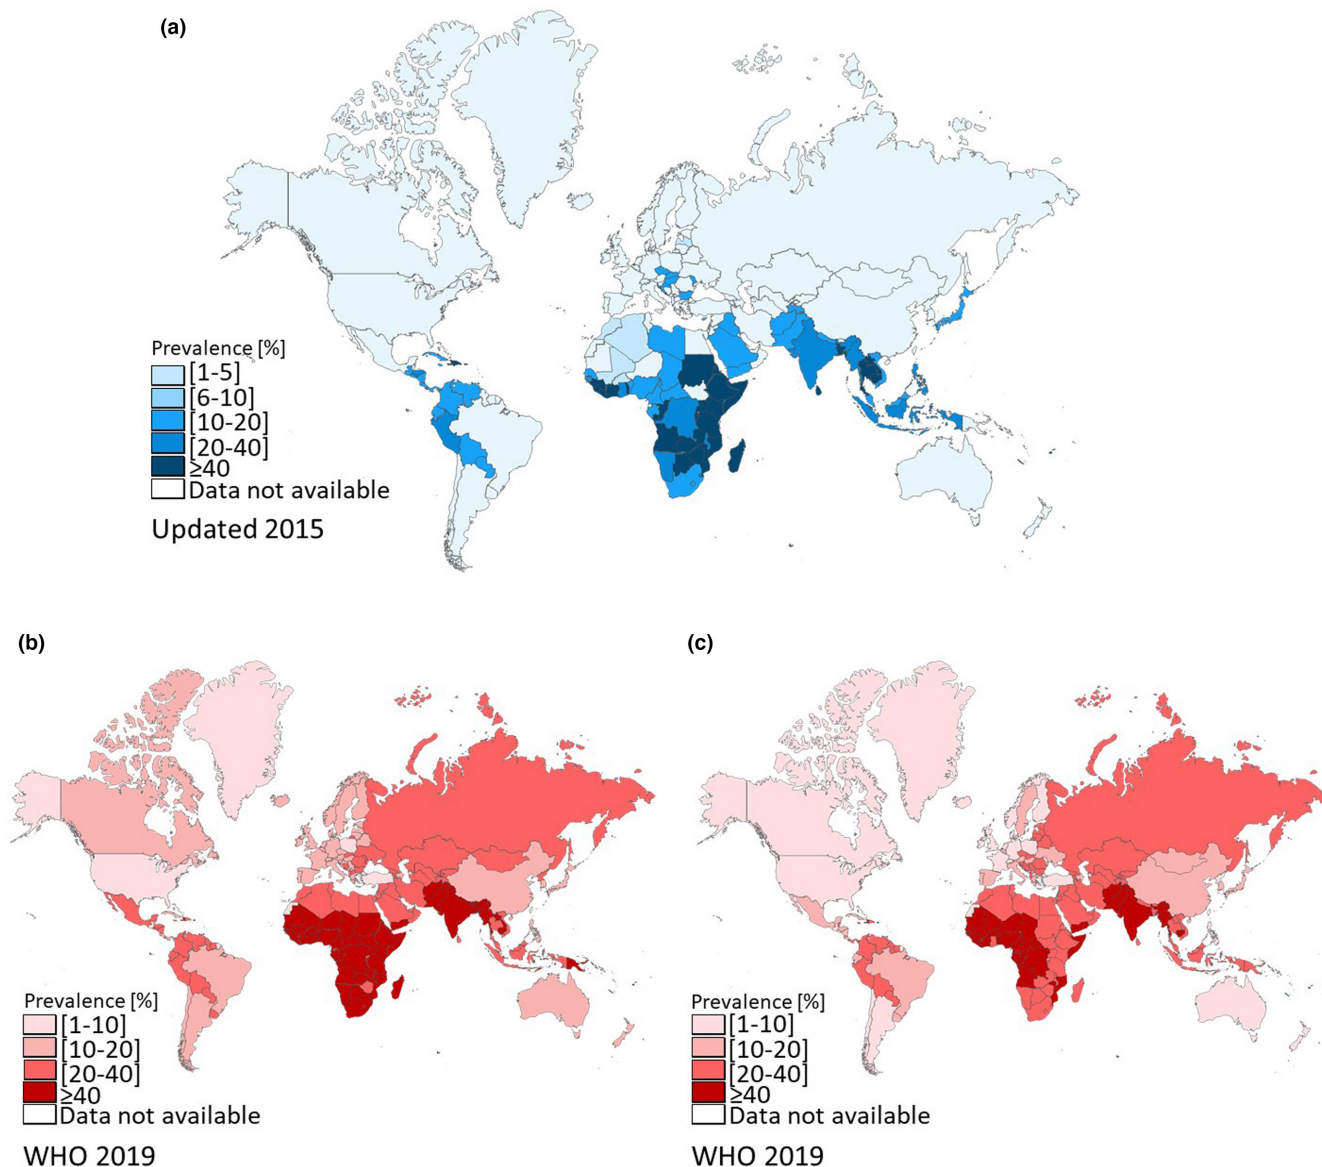 (a)
Prevalence [%]
[1-5]
[6-10]
[10-20]
[20-40]
≥40
Data not available
Updated 2015
(b)
Prevalence [%]
[1-10]
[10-20]
[20-40]
≥40
Data not available
WHO 2019
(c)
Prevalence [%]
[1-10]
[10-20]
[20-40]
≥40
Data not available
WHO 2019